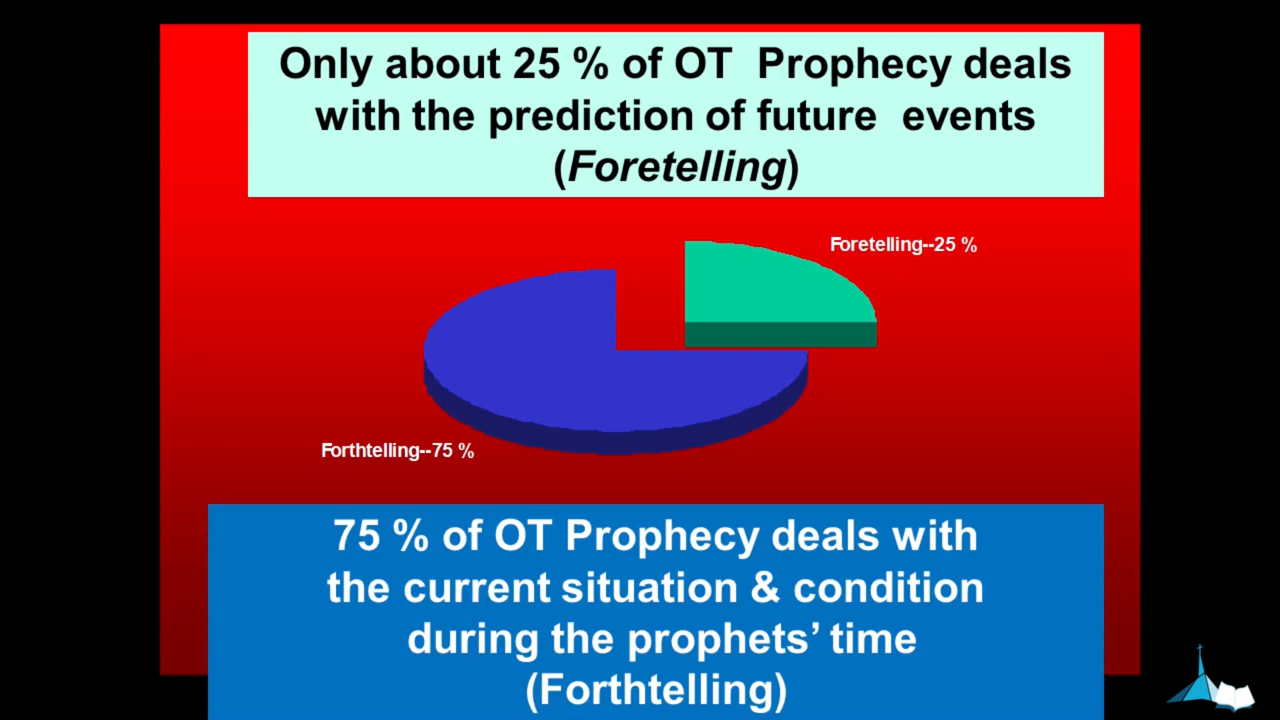 Only about 25 % of OT  Prophecy deals
with the prediction of future  events
(Foretelling)
Foretelling--25 %
Forthtelling--75 %
75 % of OT Prophecy deals with
the current situation & condition
during the prophets’ time
(Forthtelling)